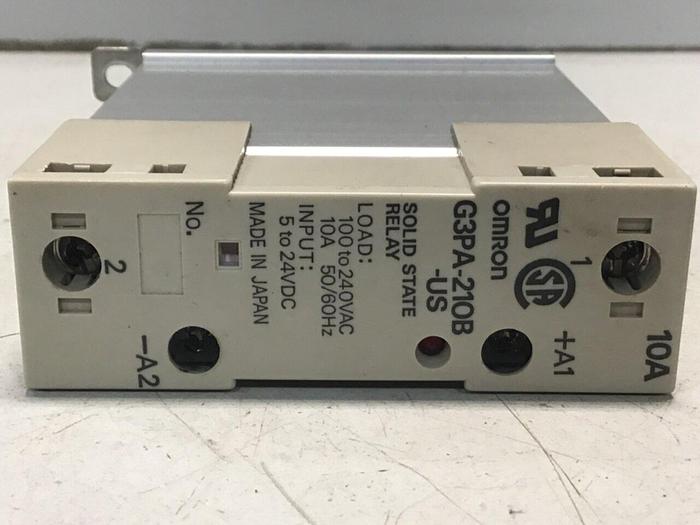 10A
1
+A1
omron
G3PA-210B
-US
SOLID STATE
RELAY
LOAD:
100 to 240VAC
10A 50/60Hz
INPUT:
5 to 24VDC
MADE IN JAPAN
No.
2
-A2